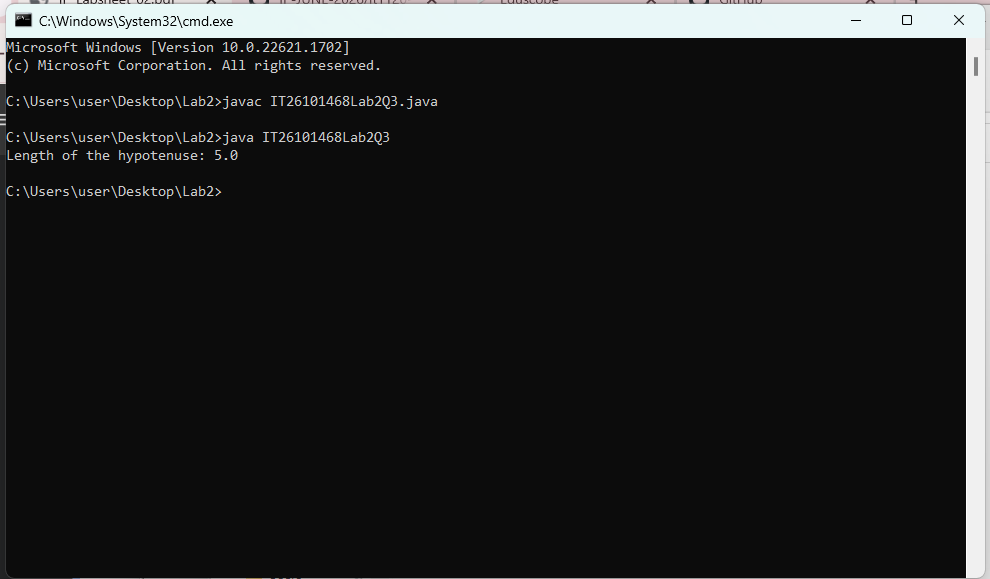 C:\Windows\System32\cmd.exe
Microsoft Windows [Version 10.0.22621.1702]
(c) Microsoft Corporation. All rights reserved.
C:\Users\user\Desktop\Lab2>javac IT26101468Lab2Q3.java
C:\Users\user\Desktop\Lab2>java IT26101468Lab2Q3
Length of the hypotenuse: 5.0
C:\Users\user\Desktop\Lab2>